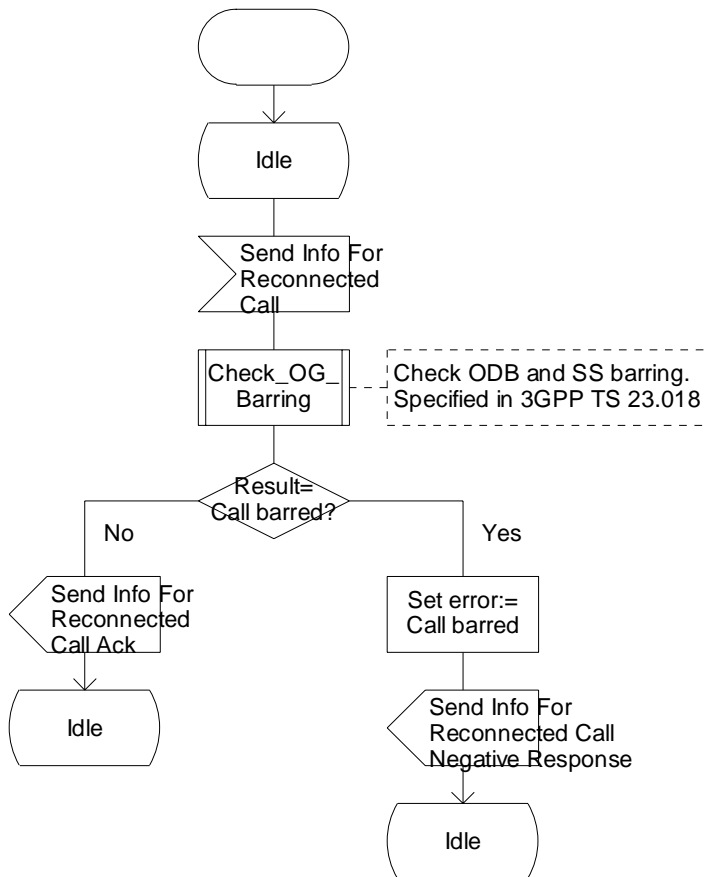 Idle
Send Info For
Reconnected
Call
Check_OG_
Barring
Check ODB and SS barring.
Specified in 3GPP TS 23.018
Result=
Call barred?
No
Yes
Send Info For
Reconnected
Call Ack
Set error:=
Call barred
Idle
Send Info For
Reconnected Call
Negative Response
Idle